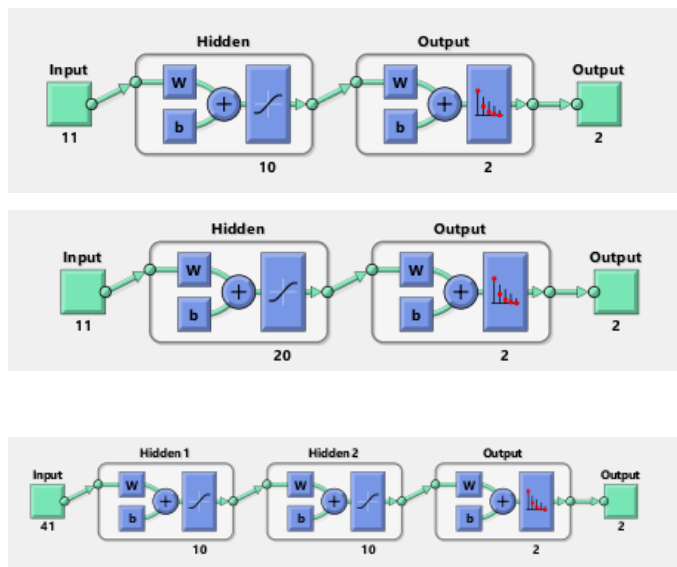 Hidden Output
Input Output
W W
+ +
b b
11 2
10 2
Hidden Output
Input Output
W W
+ +
b b
11 2
20 2
Hidden 1 Hidden 2 Output
Input Output
W W W
+ + +
b b b
41 2
10 10 2